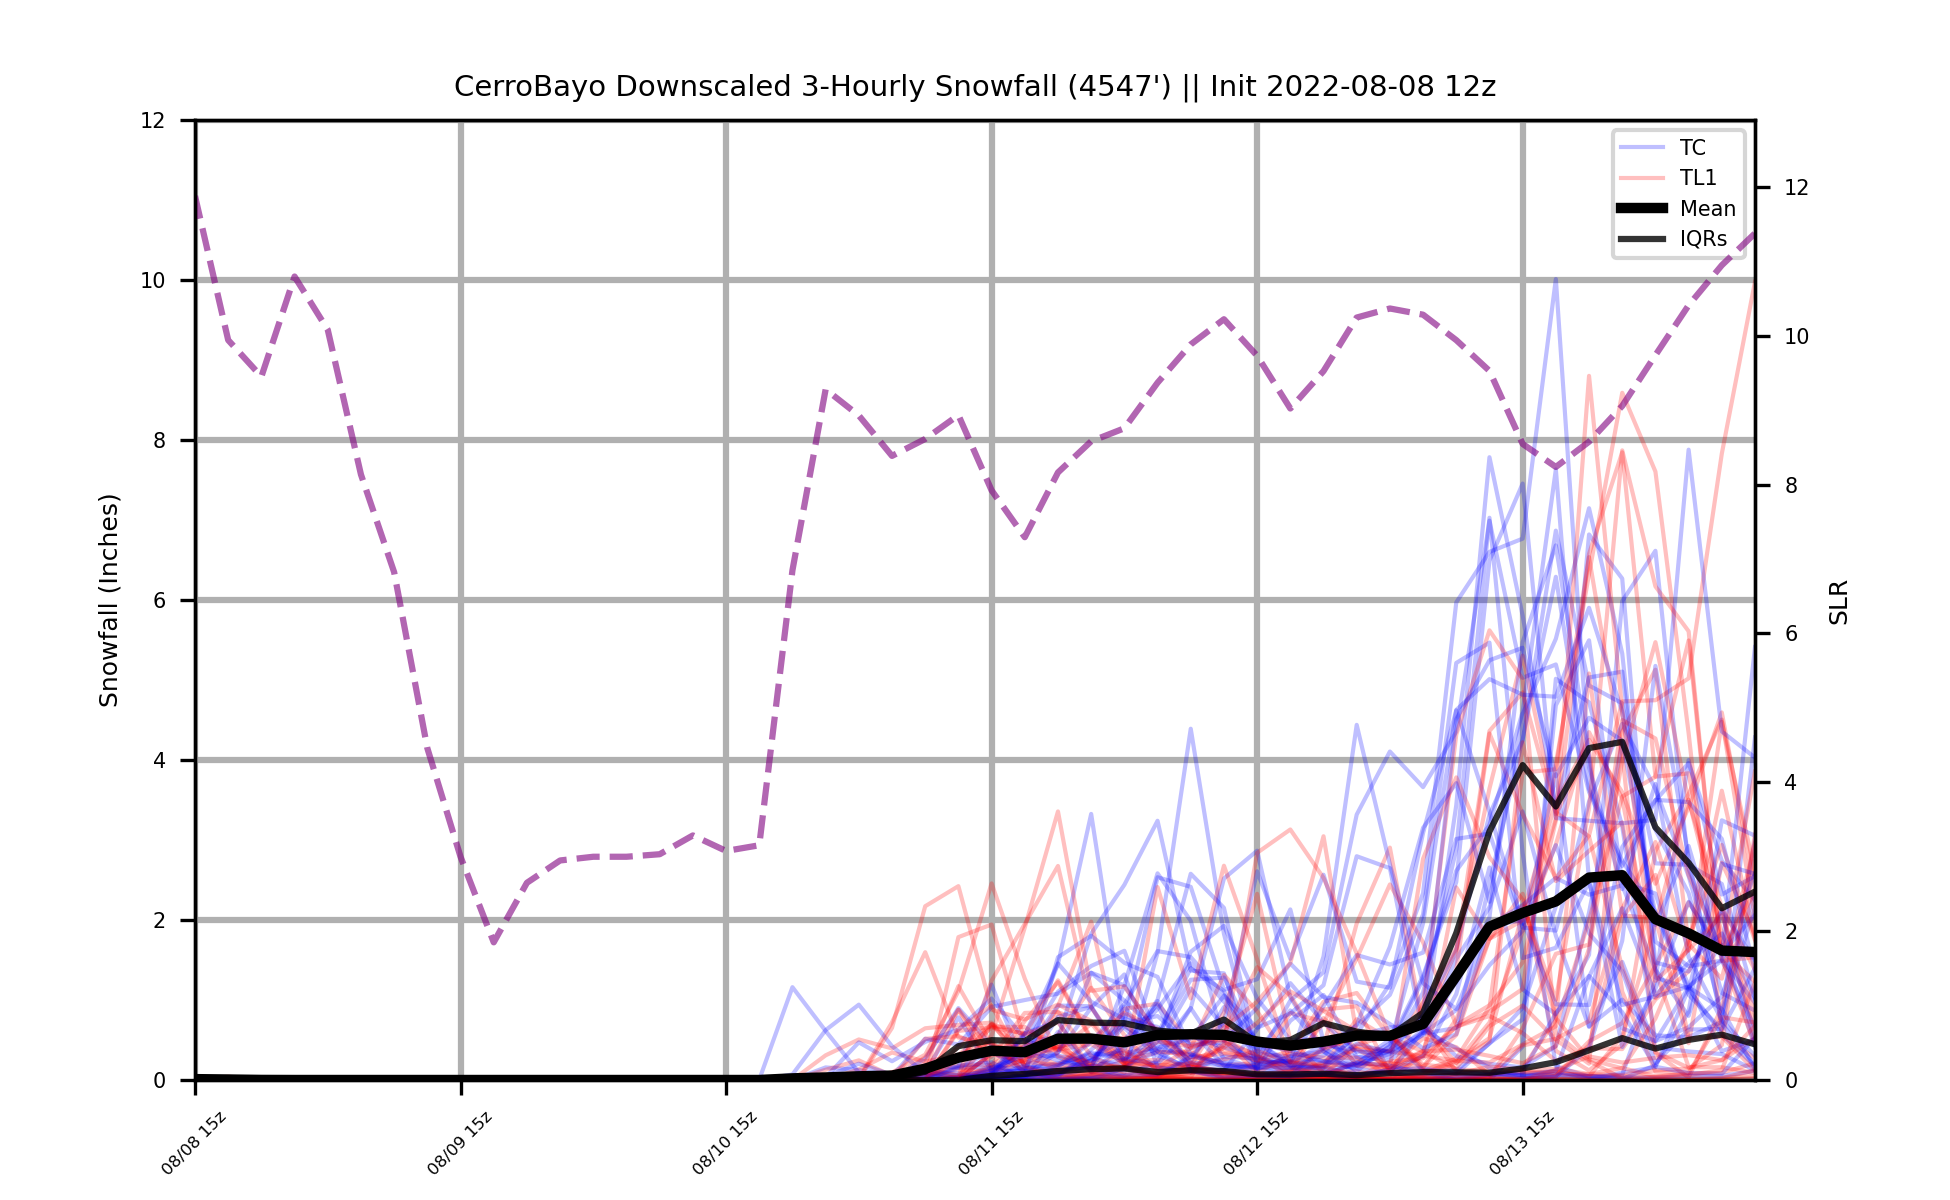 CerroBayo Downscaled 3-Hourly Snowfall (4547') || Init 2022-08-08 12z
TC
TL1
Mean
IQRs
Snowfall (Inches)
12
10
8
6
4
2
0
SLR
12
10
8
6
4
2
0
08/08 15z
08/09 15z
08/10 15z
08/11 15z
08/12 15z
08/13 15z